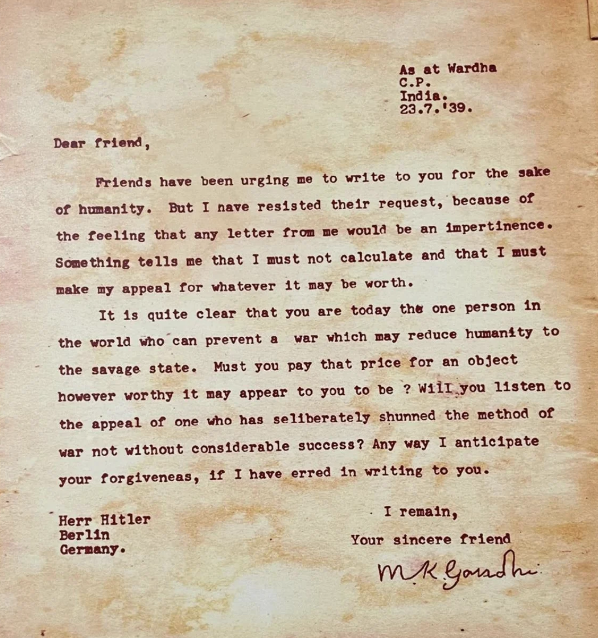 As at Wardha
C.P.
India.
23.7.'39.
Dear friend,
Friends have been urging me to write to you for the sake
of humanity. But I have resisted their request, because of
the feeling that any letter from me would be an impertinence.
Something tells me that I must not calculate and that I must
make my appeal for whatever it may be worth.
It is quite clear that you are today the one person in
the world who can prevent a war which may reduce humanity to
the savage state. Must you pay that price for an object
however worthy it may appear to you to be ? Will you listen to
the appeal of one who has seliberately shunned the method of
war not without considerable success? Any way I anticipate
your forgiveneas, if I have erred in writing to you.
I remain,
Your sincere friend
M.K.Gandhi
Herr Hitler
Berlin
Germany.